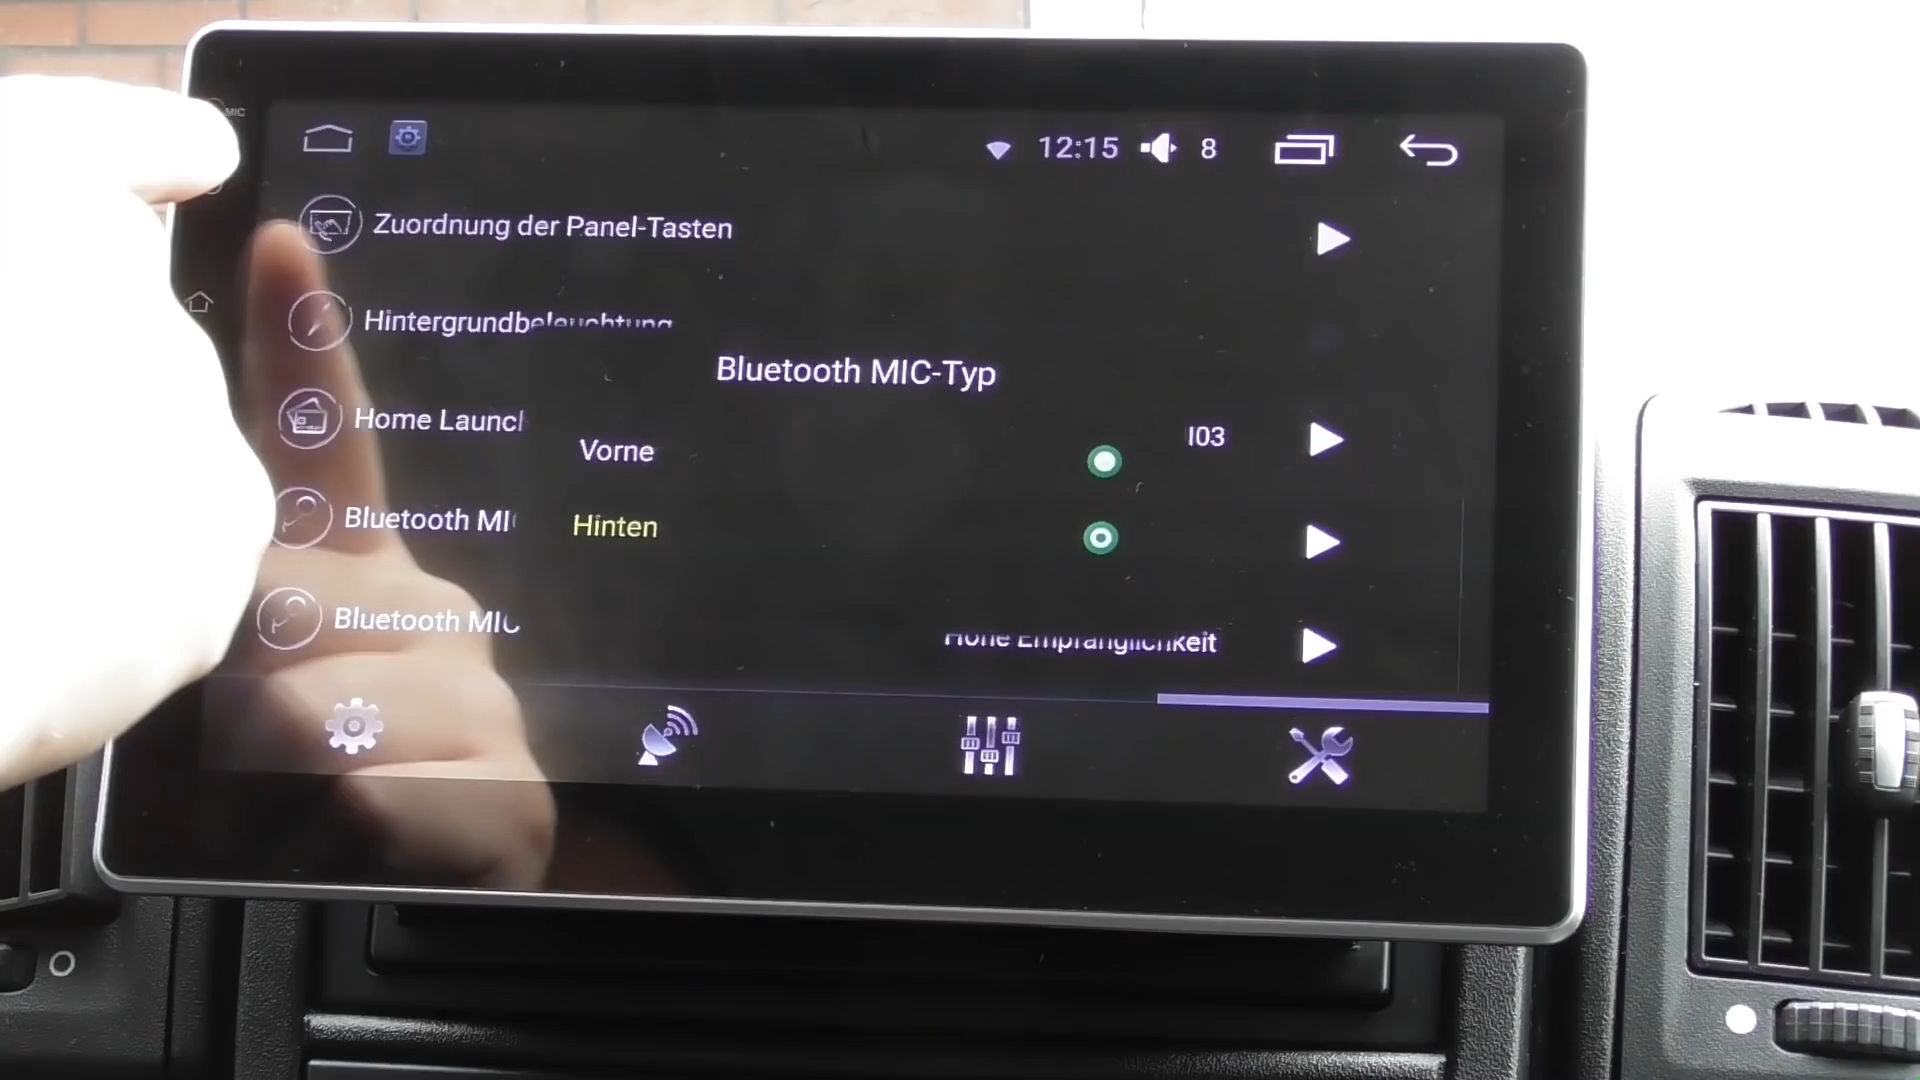 MIC
12:15 8
Zuordnung der Panel-Tasten
Hintergrundbeleuchtung
Bluetooth MIC-Typ
Home Launch
I03
Vorne
Bluetooth MI
Hinten
Bluetooth MIC
Hohe Empfänglichkeit